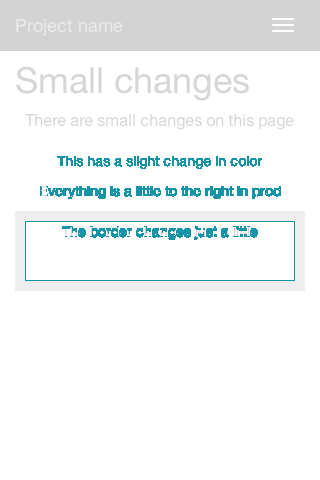 Project name
Small changes
There are small changes on this page
This has a slight change in color
Everything is a little to the right in prod
The border changes just a little